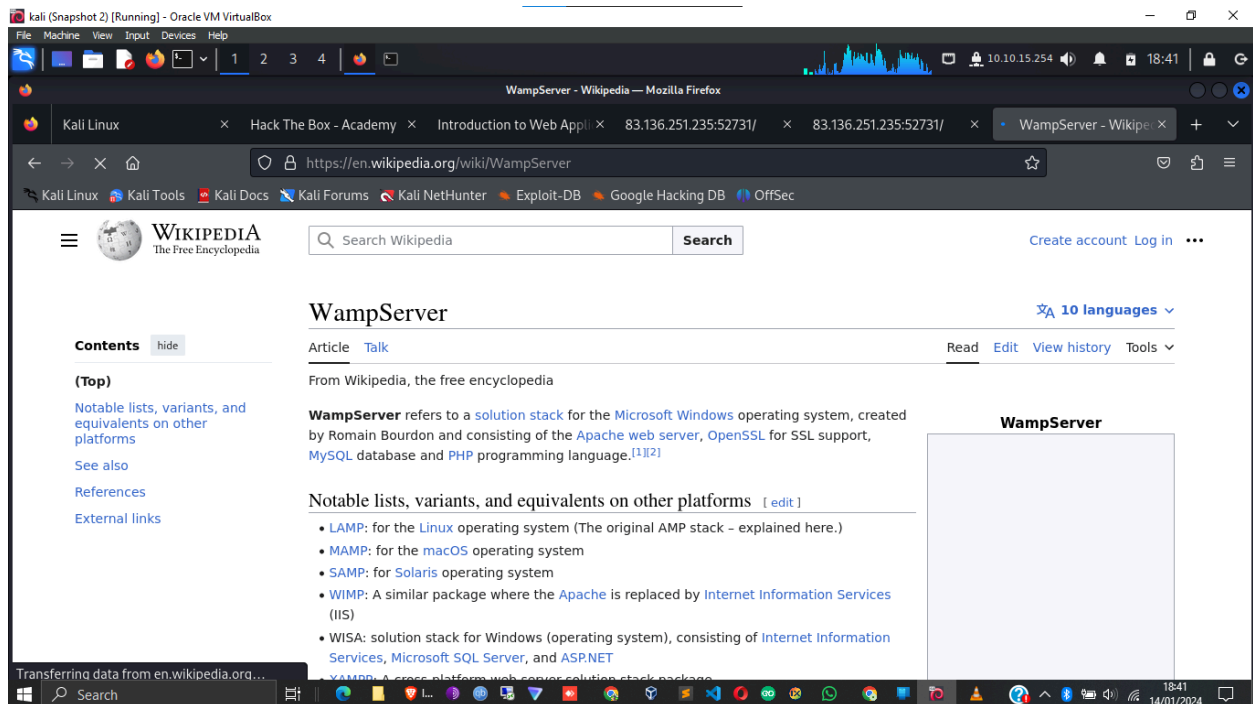 kali (Snapshot 2) [Running] - Oracle VM VirtualBox
File Machine View Input Devices Help
1 2 3 4 10.10.15.254 18:41
WampServer - Wikipedia — Mozilla Firefox
Kali Linux Hack The Box - Academy Introduction to Web Appl 83.136.251.235:52731/ 83.136.251.235:52731/ WampServer - Wikipe
https://en.wikipedia.org/wiki/WampServer
Kali Linux Kali Tools Kali Docs Kali Forums Kali NetHunter Exploit-DB Google Hacking DB OffSec
WIKIPEDIA
The Free Encyclopedia
Search Wikipedia Search
Create account Log in
WampServer
10 languages
Contents hide
(Top)
Notable lists, variants, and
equivalents on other
platforms
See also
References
External links
Article Talk
Read Edit View history Tools
From Wikipedia, the free encyclopedia
WampServer refers to a solution stack for the Microsoft Windows operating system, created
by Romain Bourdon and consisting of the Apache web server, OpenSSL for SSL support,
MySQL database and PHP programming language.[1][2]
WampServer
Notable lists, variants, and equivalents on other platforms [ edit ]
• LAMP: for the Linux operating system (The original AMP stack – explained here.)
• MAMP: for the macOS operating system
• SAMP: for Solaris operating system
• WIMP: A similar package where the Apache is replaced by Internet Information Services
(IIS)
• WISA: solution stack for Windows (operating system), consisting of Internet Information
Services, Microsoft SQL Server, and ASP.NET
• XAMPP: A cross platform web server solution stack package
Transferring data from en.wikipedia.org...
Search
18:41
14/01/2024